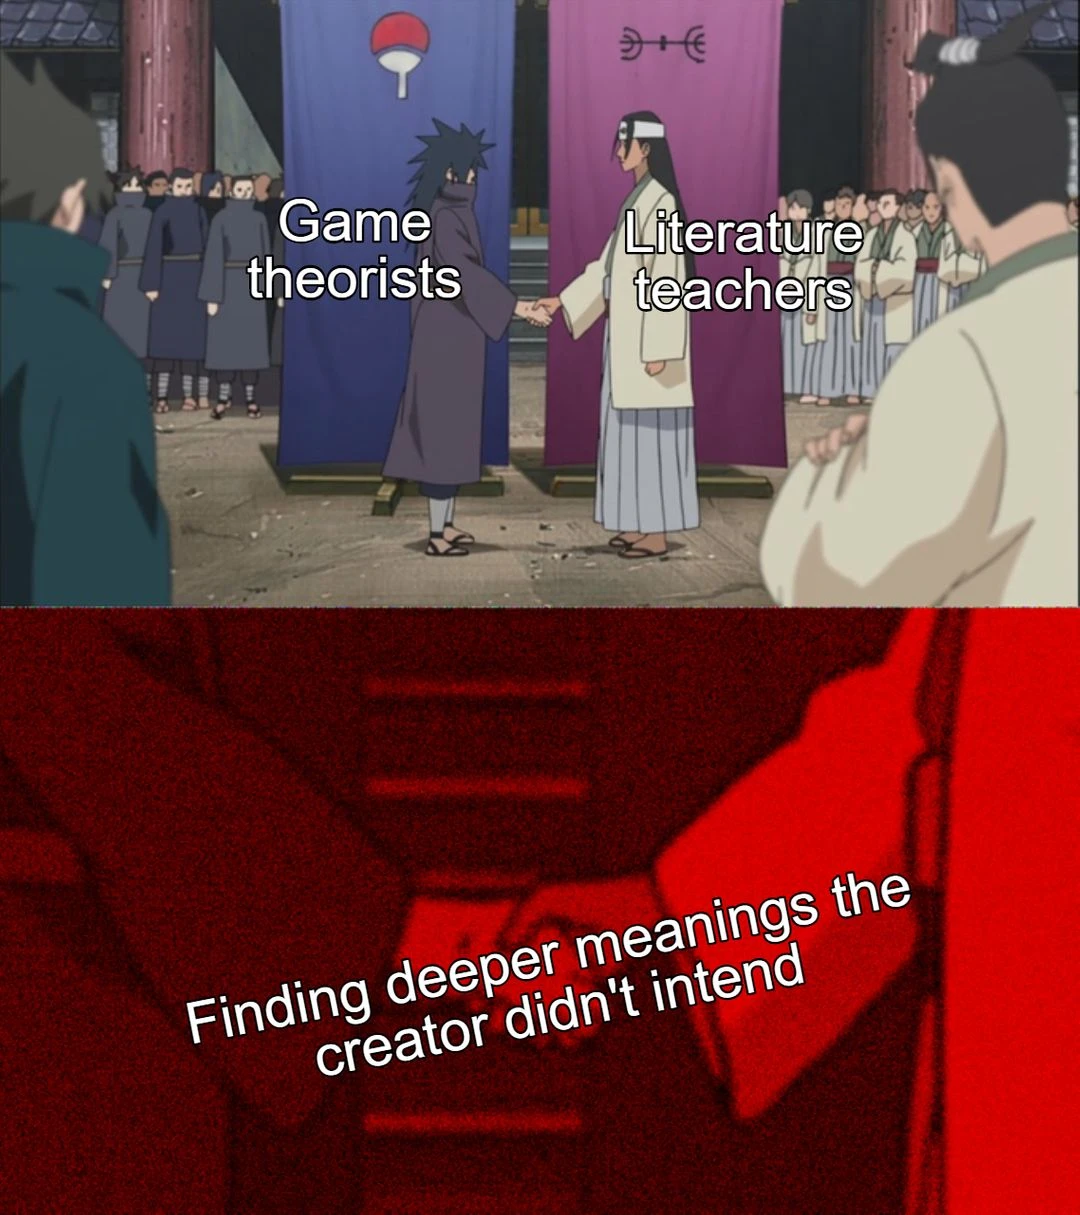 Game
theorists
Literature
teachers
Finding deeper meanings the
creator didn't intend